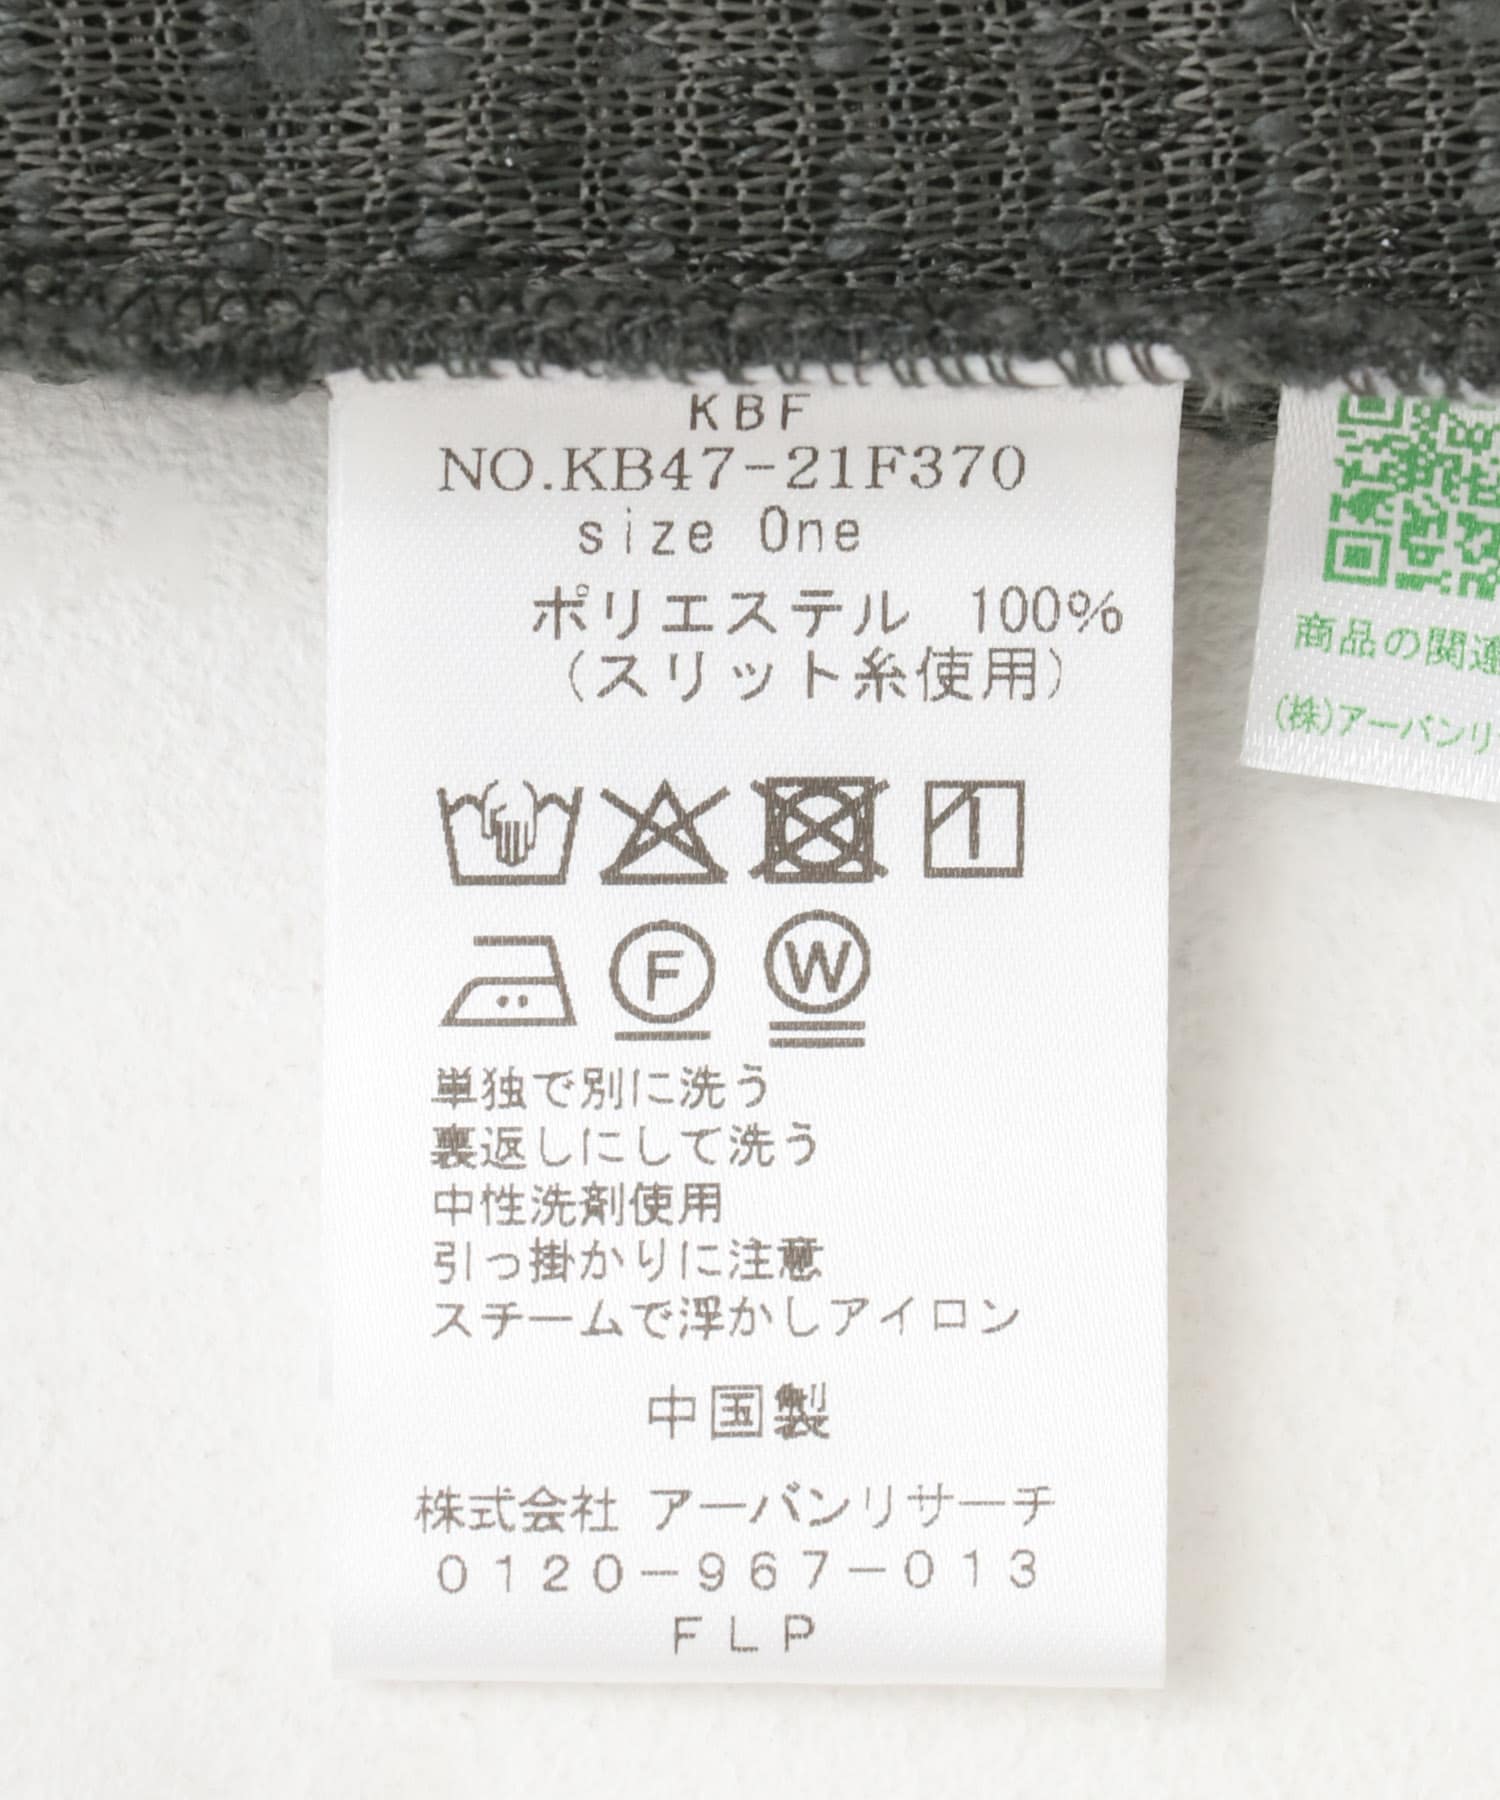 KBF
NO.KB47-21F370
size One
ポリエステル 100%
(スリット糸使用)
F
W
単独で別に洗う
裏返しにして洗う
中性洗剤使用
引っ掛かりに注意
スチームで浮かしアイロン
中国製
株式会社 アーバンリサーチ
0120-967-013
FLP
商品の関連
(株)アーバンリ